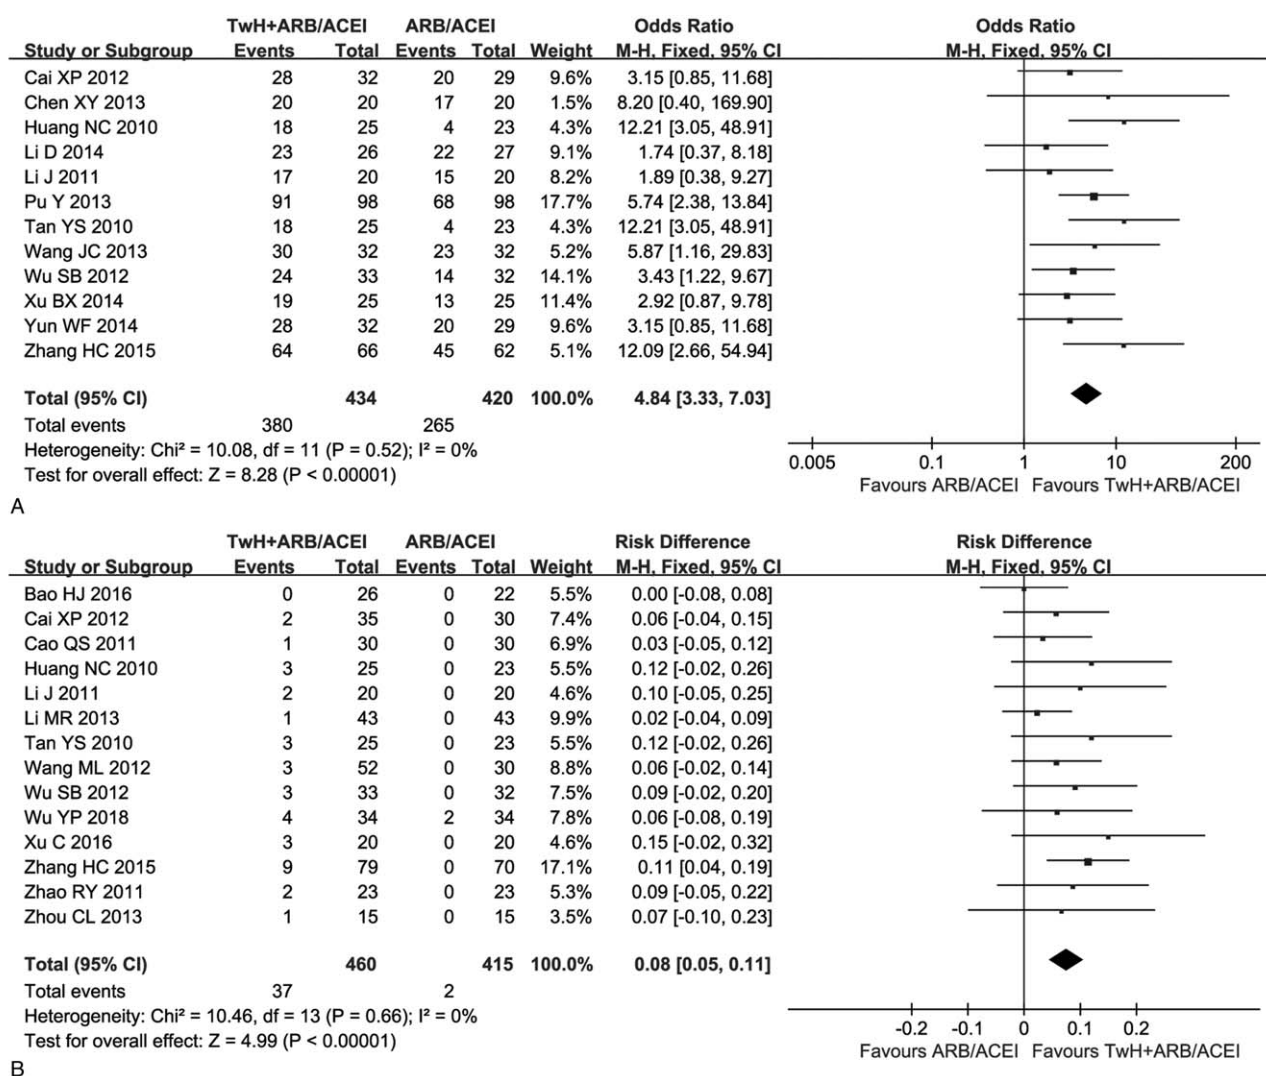 TwH+ARB/ACEI ARB/ACEI Odds Ratio Odds Ratio
Study or Subgroup Events Total Events Total Weight M-H, Fixed, 95% CI M-H, Fixed, 95% CI
Cai XP 2012 28 32 20 29 9.6% 3.15 [0.85, 11.68]
Chen XY 2013 20 20 17 20 1.5% 8.20 [0.40, 169.90]
Huang NC 2010 18 25 4 23 4.3% 12.21 [3.05, 48.91]
Li D 2014 23 26 22 27 9.1% 1.74 [0.37, 8.18]
Li J 2011 17 20 15 20 8.2% 1.89 [0.38, 9.27]
Pu Y 2013 91 98 68 98 17.7% 5.74 [2.38, 13.84]
Tan YS 2010 18 25 4 23 4.3% 12.21 [3.05, 48.91]
Wang JC 2013 30 32 23 32 5.2% 5.87 [1.16, 29.83]
Wu SB 2012 24 33 14 32 14.1% 3.43 [1.22, 9.67]
Xu BX 2014 19 25 13 25 11.4% 2.92 [0.87, 9.78]
Yun WF 2014 28 32 20 29 9.6% 3.15 [0.85, 11.68]
Zhang HC 2015 64 66 45 62 5.1% 12.09 [2.66, 54.94]
Total (95% CI) 434 420 100.0% 4.84 [3.33, 7.03]
Total events 380 265
Heterogeneity: Chi² = 10.08, df = 11 (P = 0.52); I² = 0%
Test for overall effect: Z = 8.28 (P < 0.00001)
0.005 0.1 1 10 200
Favours ARB/ACEI Favours TwH+ARB/ACEI
A
TwH+ARB/ACEI ARB/ACEI Risk Difference Risk Difference
Study or Subgroup Events Total Events Total Weight M-H, Fixed, 95% CI M-H, Fixed, 95% CI
Bao HJ 2016 0 26 0 22 5.5% 0.00 [-0.08, 0.08]
Cai XP 2012 2 35 0 30 7.4% 0.06 [-0.04, 0.15]
Cao QS 2011 1 30 0 30 6.9% 0.03 [-0.05, 0.12]
Huang NC 2010 3 25 0 23 5.5% 0.12 [-0.02, 0.26]
Li J 2011 2 20 0 20 4.6% 0.10 [-0.05, 0.25]
Li MR 2013 1 43 0 43 9.9% 0.02 [-0.04, 0.09]
Tan YS 2010 3 25 0 23 5.5% 0.12 [-0.02, 0.26]
Wang ML 2012 3 52 0 30 8.8% 0.06 [-0.02, 0.14]
Wu SB 2012 3 33 0 32 7.5% 0.09 [-0.02, 0.20]
Wu YP 2018 4 34 2 34 7.8% 0.06 [-0.08, 0.19]
Xu C 2016 3 20 0 20 4.6% 0.15 [-0.02, 0.32]
Zhang HC 2015 9 79 0 70 17.1% 0.11 [0.04, 0.19]
Zhao RY 2011 2 23 0 23 5.3% 0.09 [-0.05, 0.22]
Zhou CL 2013 1 15 0 15 3.5% 0.07 [-0.10, 0.23]
Total (95% CI) 460 415 100.0% 0.08 [0.05, 0.11]
Total events 37 2
Heterogeneity: Chi² = 10.46, df = 13 (P = 0.66); I² = 0%
Test for overall effect: Z = 4.99 (P < 0.00001)
-0.2 -0.1 0 0.1 0.2
Favours ARB/ACEI Favours TwH+ARB/ACEI
B